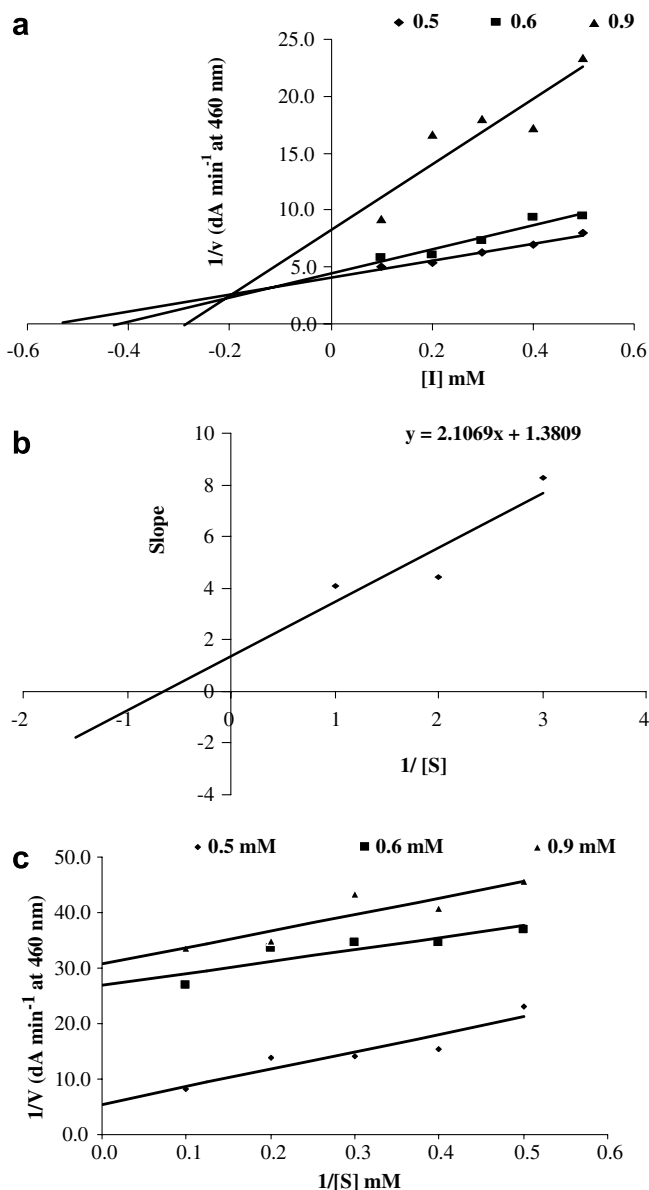 a
0.5 0.6 0.9
1/v (dA min-1 at 460 nm)
25.0
20.0
15.0
10.0
5.0
0.0
-0.6 -0.4 -0.2 0 0.2 0.4 0.6
[I] mM
b
y = 2.1069x + 1.3809
Slope
10
8
6
4
2
0
-2
-4
-2 -1 0 1 2 3 4
1/ [S]
c
0.5 mM 0.6 mM 0.9 mM
1/V (dA min-1 at 460 nm)
50.0
40.0
30.0
20.0
10.0
0.0
0.0 0.1 0.2 0.3 0.4 0.5 0.6
1/[S] mM